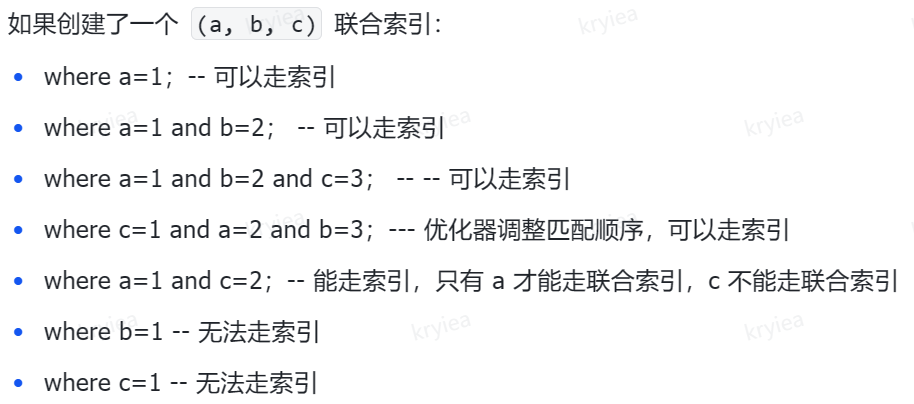 如果创建了一个 (a, b, c) 联合索引：
where a=1；-- 可以走索引
where a=1 and b=2； -- 可以走索引
where a=1 and b=2 and c=3； -- -- 可以走索引
where c=1 and a=2 and b=3；--- 优化器调整匹配顺序，可以走索引
where a=1 and c=2；-- 能走索引，只有 a 才能走联合索引，c 不能走联合索引
where b=1 -- 无法走索引
where c=1 -- 无法走索引
kryiea
kryiea
kryiea
kryiea
kryiea